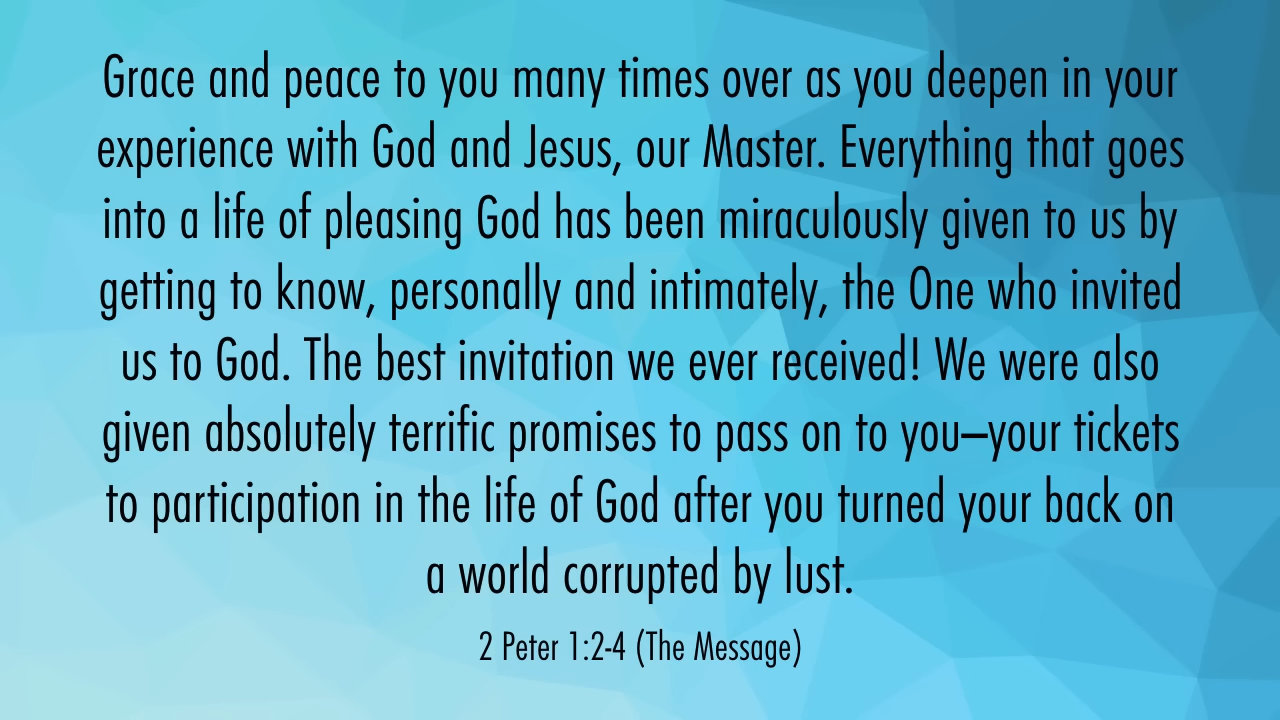 Grace and peace to you many times over as you deepen in your
experience with God and Jesus, our Master. Everything that goes
into a life of pleasing God has been miraculously given to us by
getting to know, personally and intimately, the One who invited
us to God. The best invitation we ever received! We were also
given absolutely terrific promises to pass on to you—your tickets
to participation in the life of God after you turned your back on
a world corrupted by lust.
2 Peter 1:2-4 (The Message)